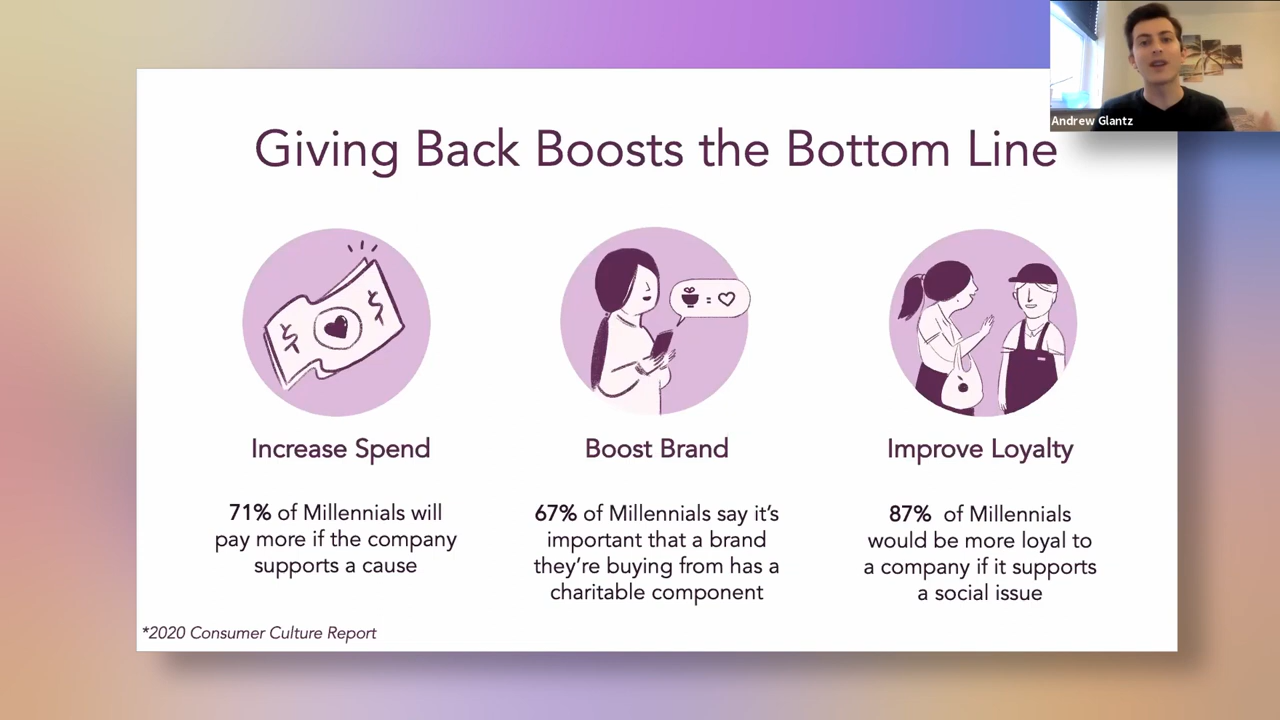 Andrew Glantz
Giving Back Boosts the Bottom Line
$ $
=
Increase Spend
Boost Brand
Improve Loyalty
71% of Millennials will
pay more if the company
supports a cause
67% of Millennials say it’s
important that a brand
they’re buying from has a
charitable component
87% of Millennials
would be more loyal to
a company if it supports
a social issue
*2020 Consumer Culture Report